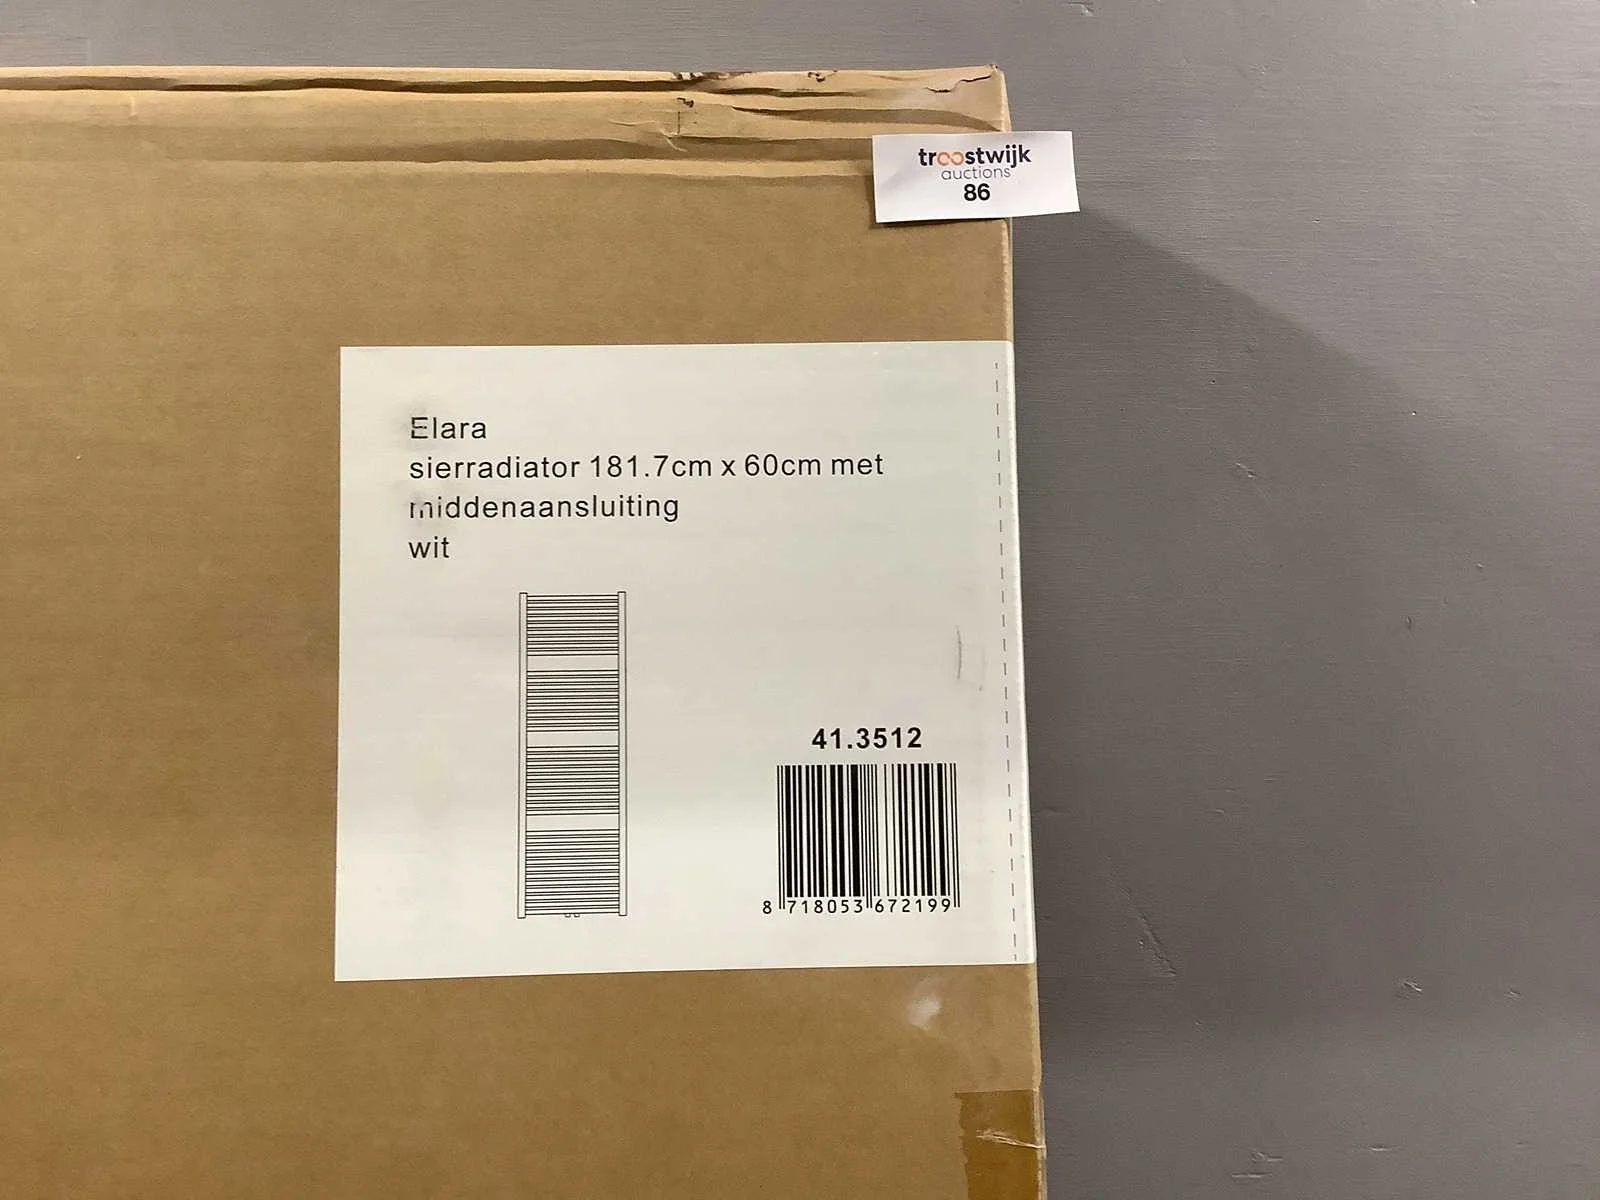 troostwijk
auctions
86
Elara
sierradiator 181.7cm x 60cm met
middenaansluiting
wit
41.3512
8 718053 672199